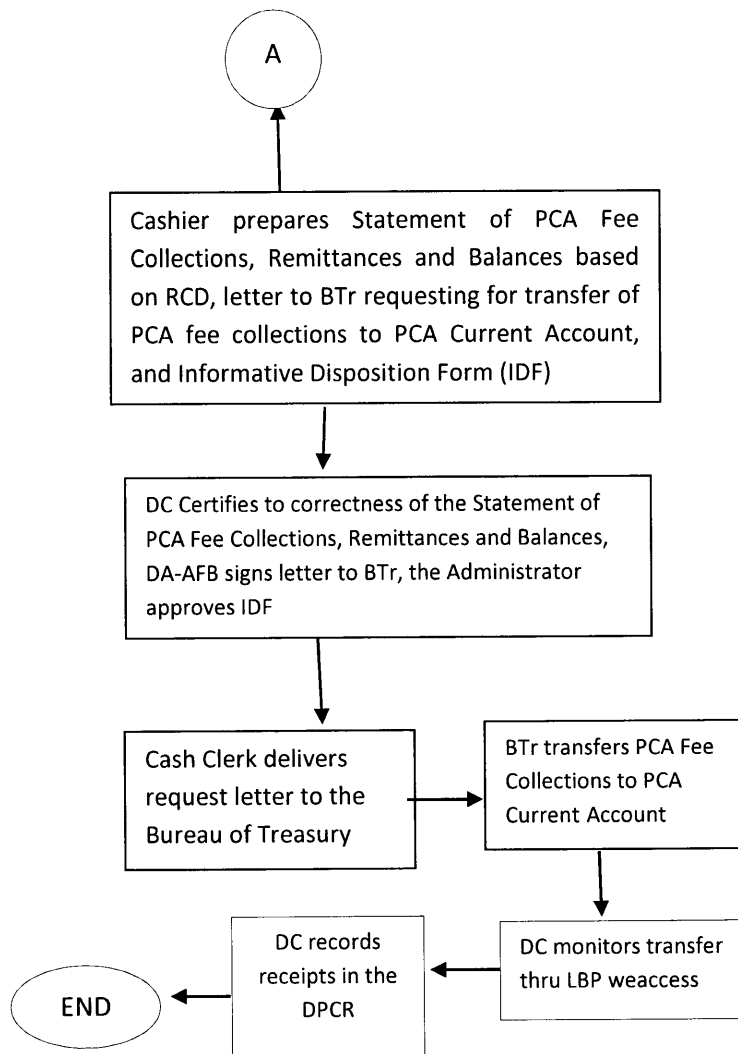 A
Cashier prepares Statement of PCA Fee
Collections, Remittances and Balances based
on RCD, letter to BTr requesting for transfer of
PCA fee collections to PCA Current Account,
and Informative Disposition Form (IDF)
DC Certifies to correctness of the Statement of
PCA Fee Collections, Remittances and Balances,
DA-AFB signs letter to BTr, the Administrator
approves IDF
Cash Clerk delivers
request letter to the
Bureau of Treasury
BTr transfers PCA Fee
Collections to PCA
Current Account
DC monitors transfer
thru LBP weaccess
DC records
receipts in the
DPCR
END